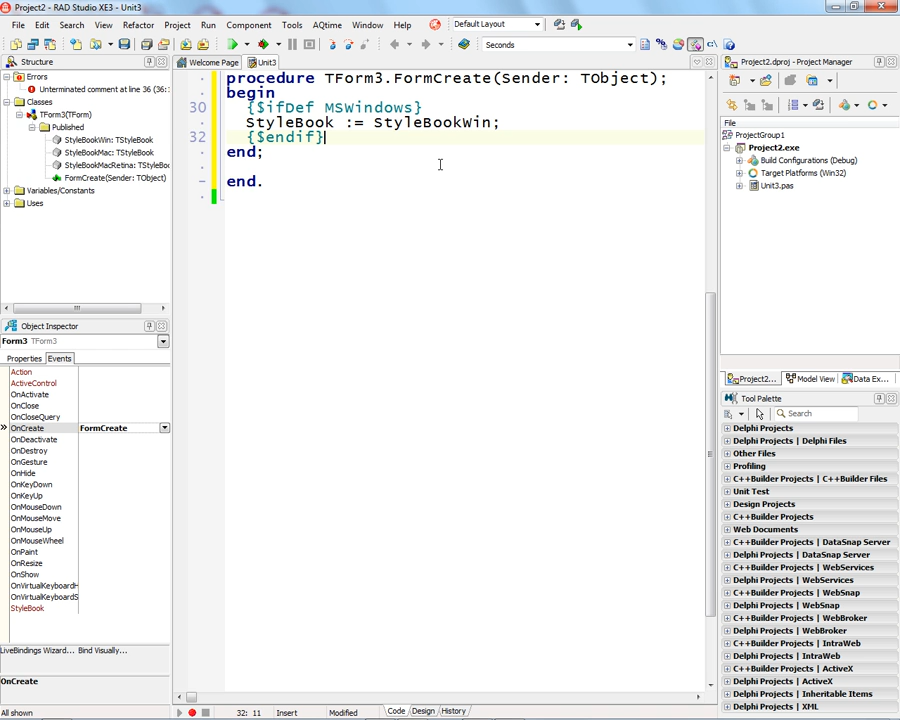 Project2 - RAD Studio XE3 - Unit3
File Edit Search View Refactor Project Run Component Tools AQtime Window Help Default Layout
Seconds
Structure
Errors
Unterminated comment at line 36 (36:
Classes
TForm3(TForm)
Published
StyleBookWin: TStyleBook
StyleBookMac: TStyleBook
StyleBookMacRetina: TStyleBoo
FormCreate(Sender: TObject)
Variables/Constants
Uses
Object Inspector
Form3 TForm3
Properties Events
Action
ActiveControl
OnActivate
OnClose
OnCloseQuery
OnCreate FormCreate
OnDeactivate
OnDestroy
OnGesture
OnHide
OnKeyDown
OnKeyUp
OnMouseDown
OnMouseMove
OnMouseUp
OnMouseWheel
OnPaint
OnResize
OnShow
OnVirtualKeyboardH
OnVirtualKeyboardS
StyleBook
LiveBindings Wizard... Bind Visually...
OnCreate
All shown
Welcome Page Unit3
procedure TForm3.FormCreate(Sender: TObject);
begin
30 {$ifDef MSWindows}
StyleBook := StyleBookWin;
32 {$endif}
end;
end.
32: 11 Insert Modified Code Design History
Project2.dproj - Project Manager
File
ProjectGroup1
Project2.exe
Build Configurations (Debug)
Target Platforms (Win32)
Unit3.pas
Project2... Model View Data Ex...
Tool Palette
Search
Delphi Projects
Delphi Projects | Delphi Files
Other Files
Profiling
C++Builder Projects | C++Builder Files
Unit Test
Design Projects
C++Builder Projects
Web Documents
C++Builder Projects | DataSnap Server
Delphi Projects | DataSnap Server
C++Builder Projects | WebServices
Delphi Projects | WebServices
C++Builder Projects | WebSnap
Delphi Projects | WebSnap
C++Builder Projects | WebBroker
Delphi Projects | WebBroker
C++Builder Projects | IntraWeb
Delphi Projects | IntraWeb
C++Builder Projects | ActiveX
Delphi Projects | ActiveX
Delphi Projects | Inheritable Items
Delphi Projects | XML